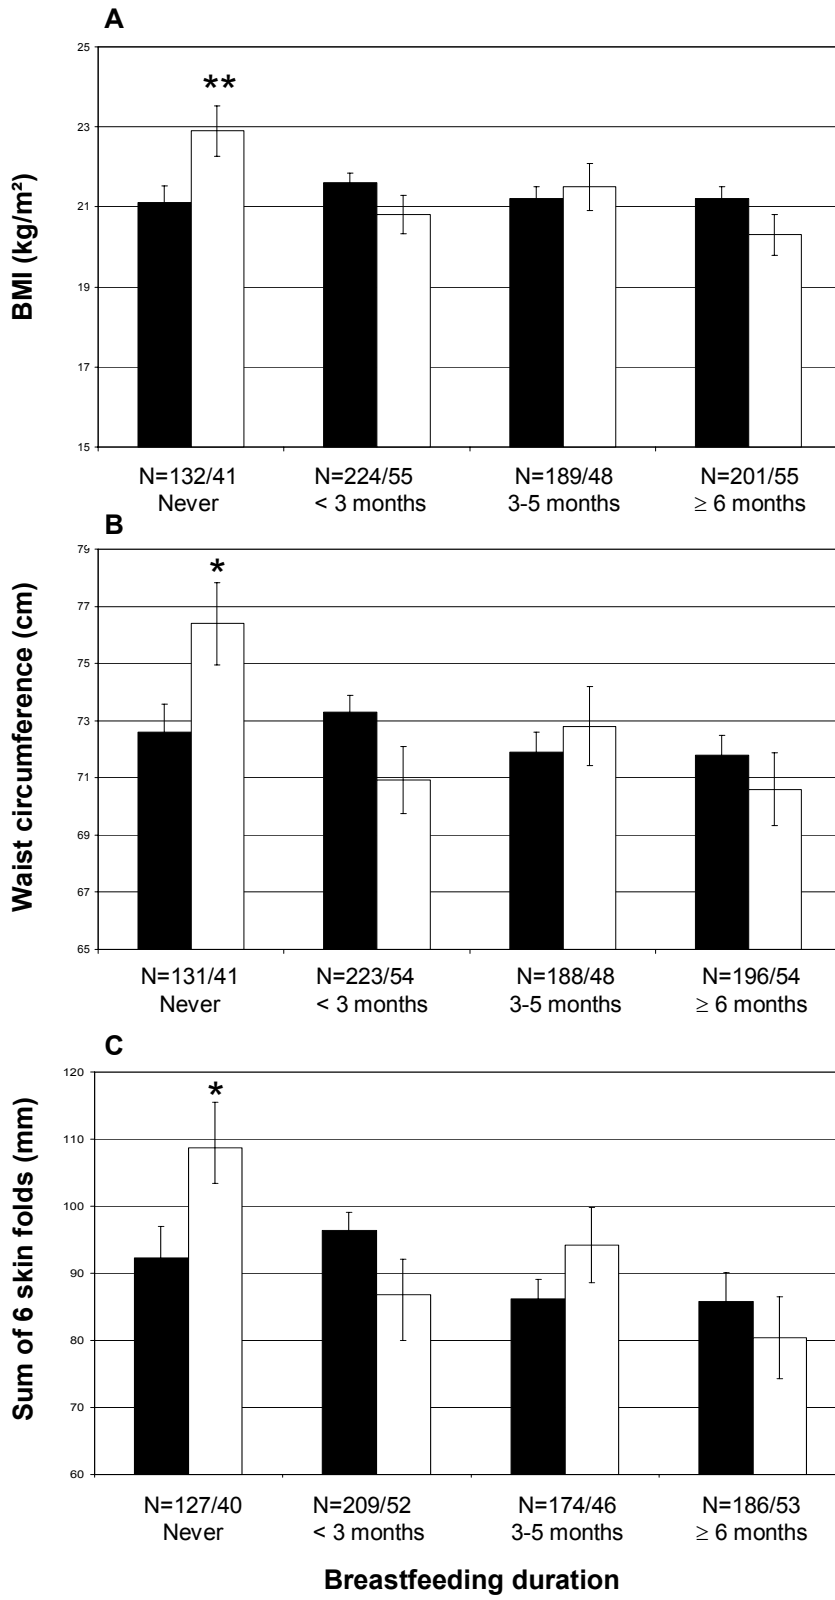 A
BMI (kg/m²)
25
23
21
19
17
15
**
N=132/41 N=224/55 N=189/48 N=201/55
Never < 3 months 3-5 months ≥ 6 months
B
Waist circumference (cm)
79
77
75
73
71
69
67
65
*
N=131/41 N=223/54 N=188/48 N=196/54
Never < 3 months 3-5 months ≥ 6 months
C
Sum of 6 skin folds (mm)
120
110
100
90
80
70
60
*
N=127/40 N=209/52 N=174/46 N=186/53
Never < 3 months 3-5 months ≥ 6 months
Breastfeeding duration